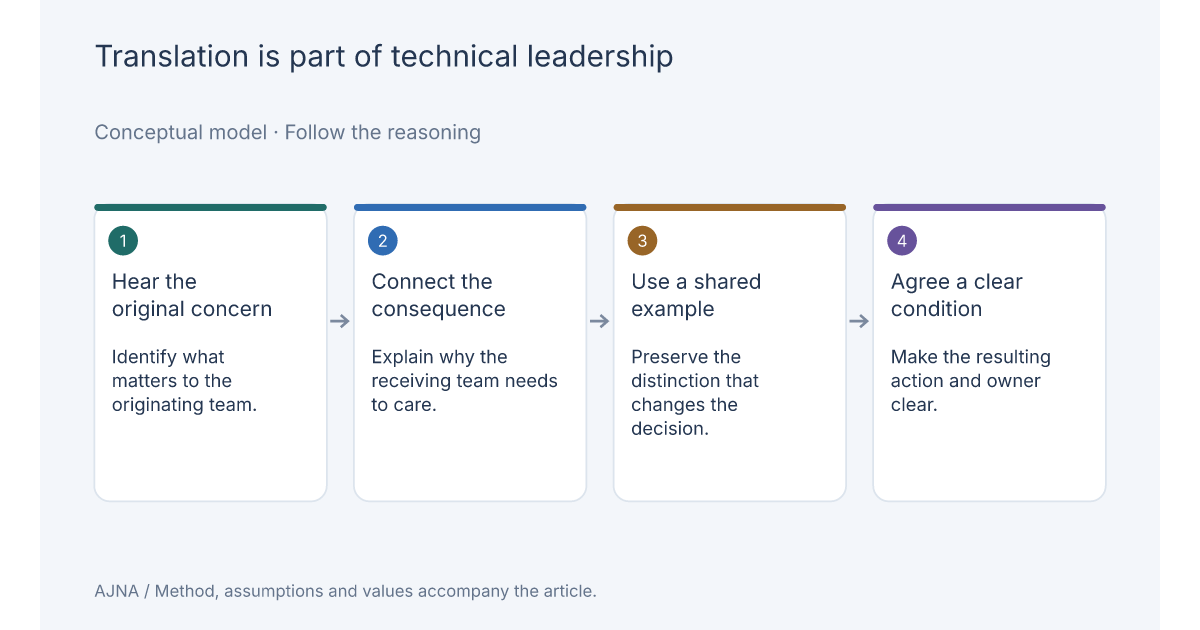 Translation is part of technical leadership
Conceptual model · Follow the reasoning
1
Hear the
original concern
Identify what
matters to the
originating team.
2
Connect the
consequence
Explain why the
receiving team needs
to care.
3
Use a shared
example
Preserve the
distinction that
changes the
decision.
4
Agree a clear
condition
Make the resulting
action and owner
clear.
AJNA / Method, assumptions and values accompany the article.